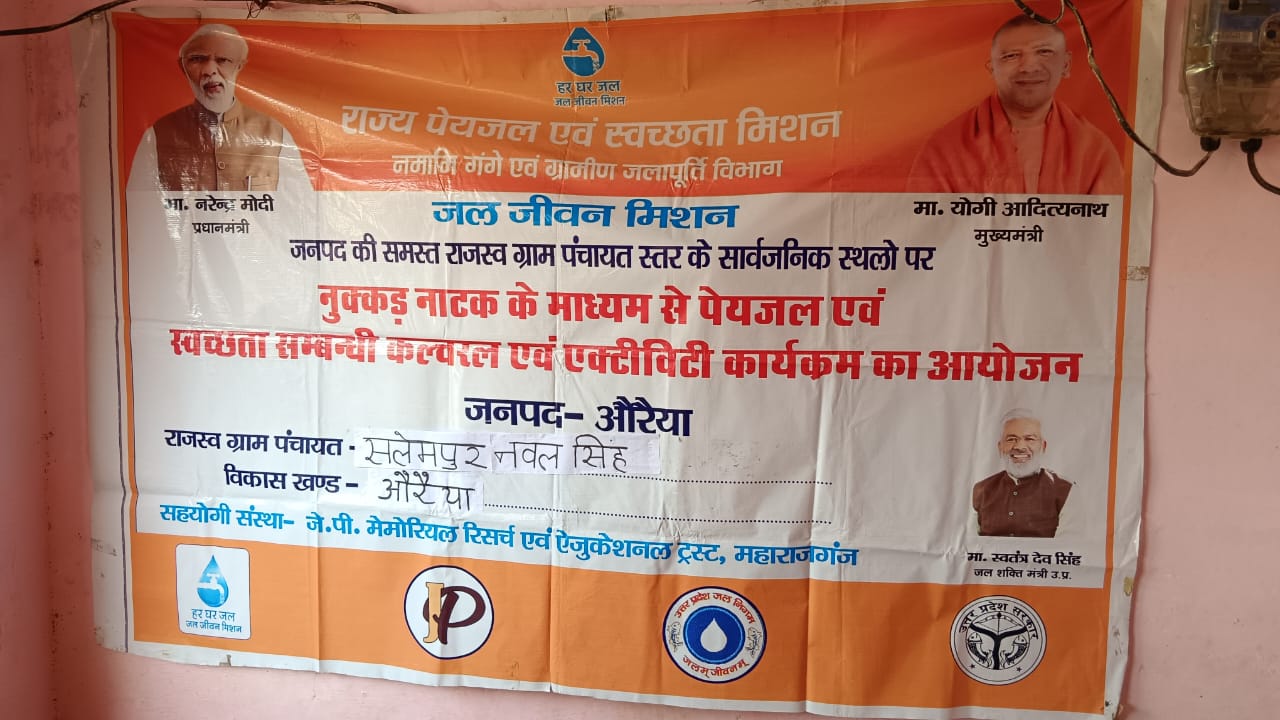 हर घर जल
जल जीवन मिशन
राज्य पेयजल एवं स्वच्छता मिशन
नमामि गंगे एवं ग्रामीण जलापूर्ति विभाग
मा. नरेन्द्र मोदी
प्रधानमंत्री
जल जीवन मिशन
मा. योगी आदित्यनाथ
मुख्यमंत्री
जनपद की समस्त राजस्व ग्राम पंचायत स्तर के सार्वजनिक स्थलो पर
नुक्कड़ नाटक के माध्यम से पेयजल एवं
स्वच्छता सम्बन्धी कल्चरल एवं एक्टीविटी कार्यक्रम का आयोजन
जनपद- औरैया
राजस्व ग्राम पंचायत - सलेमपुर नवल सिंह
विकास खण्ड - औरैया
सहयोगी संस्था- जे.पी. मेमोरियल रिसर्च एवं ऐजुकेशनल ट्रस्ट, महाराजगंज
मा. स्वतंत्र देव सिंह
जल शक्ति मंत्री उ.प्र.
हर घर जल
जल जीवन मिशन
JP
उत्तर प्रदेश जल निगम
जलम् जीवनम्
उत्तर प्रदेश सरकार